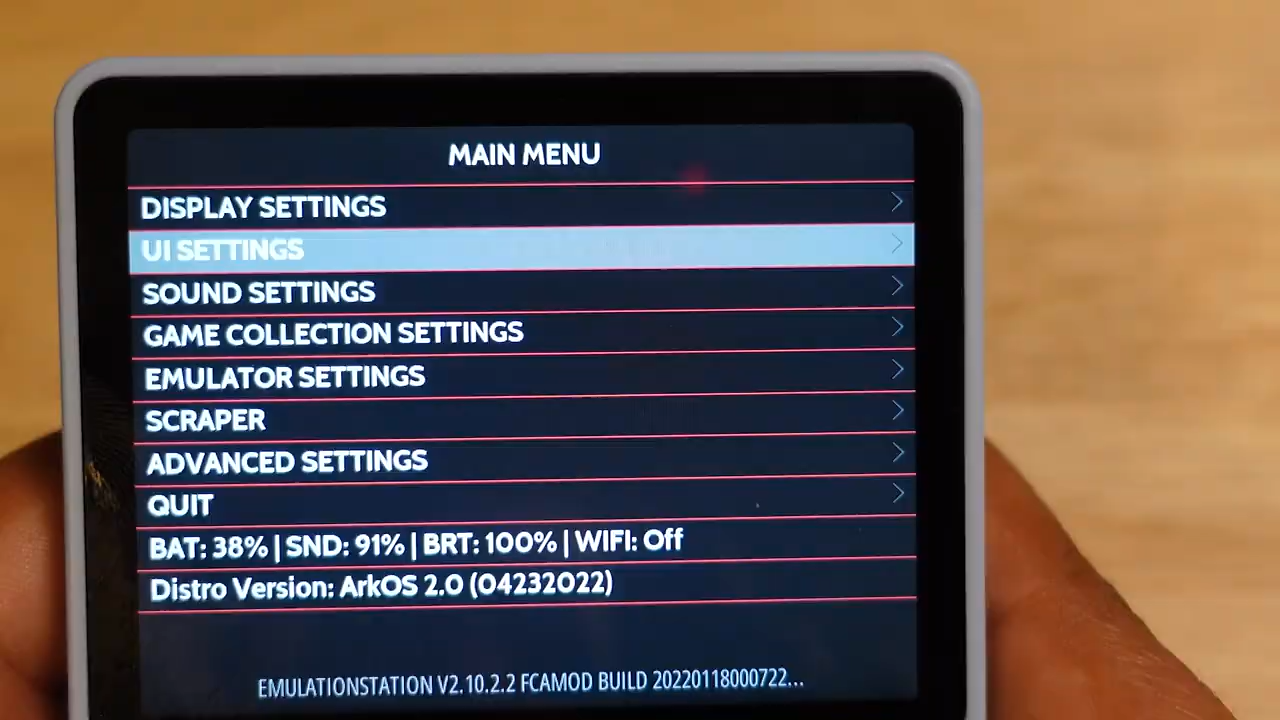 MAIN MENU
DISPLAY SETTINGS
UI SETTINGS
SOUND SETTINGS
GAME COLLECTION SETTINGS
EMULATOR SETTINGS
SCRAPER
ADVANCED SETTINGS
QUIT
BAT: 38% | SND: 91% | BRT: 100% | WIFI: Off
Distro Version: ArkOS 2.0 (04232022)
EMULATIONSTATION V2.10.2.2 FCAMOD BUILD 20220118000722...